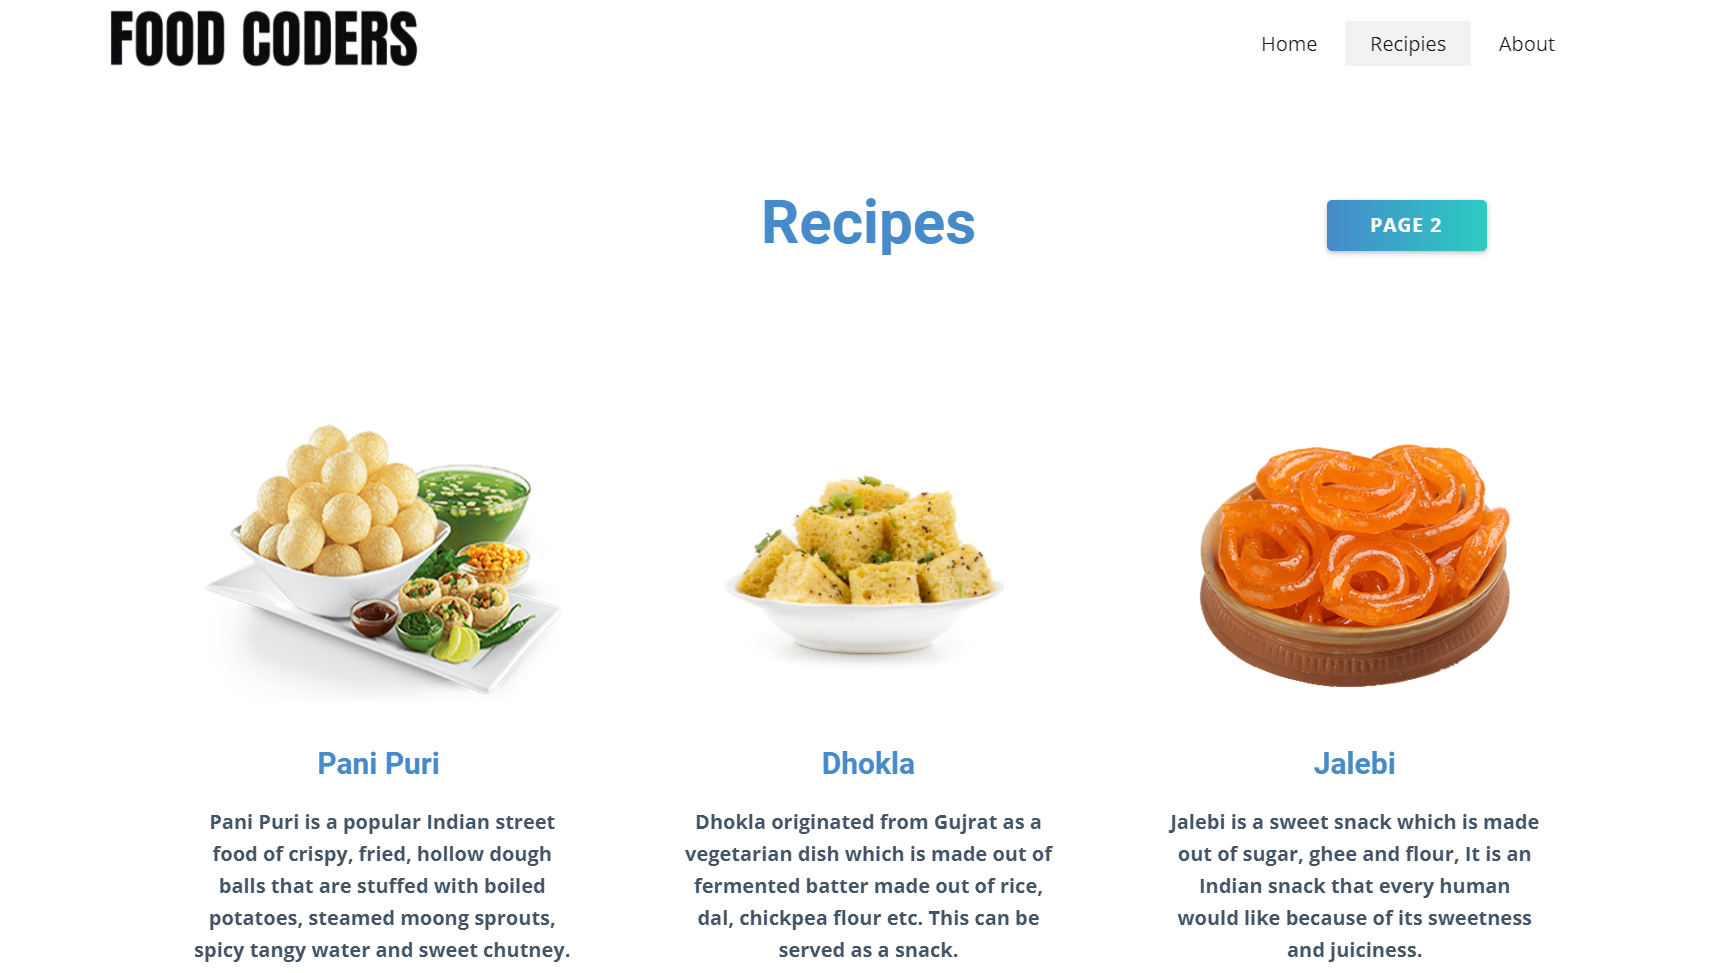 FOOD CODERS
Home
Recipies
About
Recipes
PAGE 2
Pani Puri
Pani Puri is a popular Indian street
food of crispy, fried, hollow dough
balls that are stuffed with boiled
potatoes, steamed moong sprouts,
spicy tangy water and sweet chutney.
Dhokla
Dhokla originated from Gujrat as a
vegetarian dish which is made out of
fermented batter made out of rice,
dal, chickpea flour etc. This can be
served as a snack.
Jalebi
Jalebi is a sweet snack which is made
out of sugar, ghee and flour, It is an
Indian snack that every human
would like because of its sweetness
and juiciness.